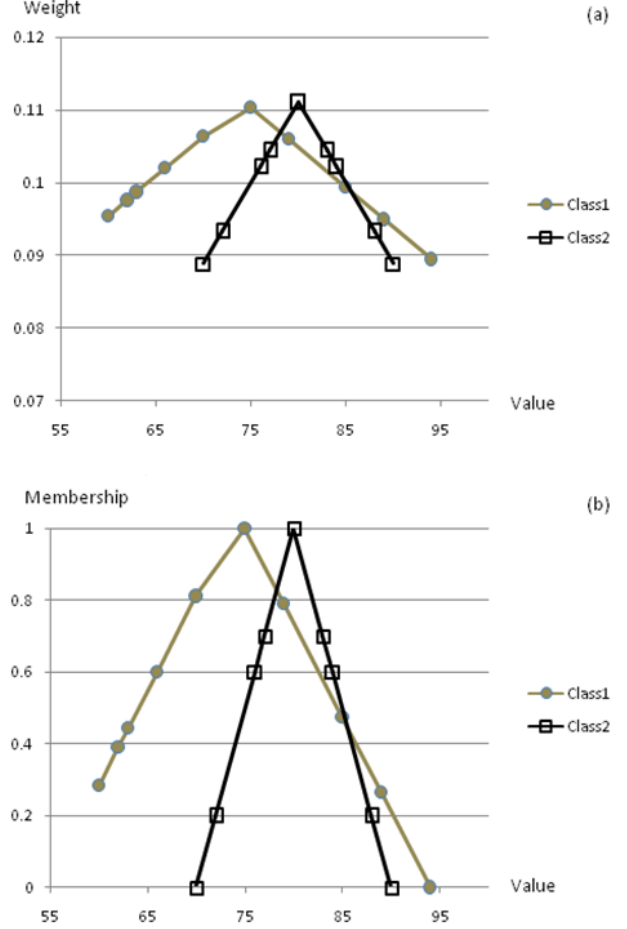 Weight
(a)
0.12
0.11
0.1
0.09
0.08
0.07
55 65 75 85 95
Value
Class1
Class2
Membership
(b)
1
0.8
0.6
0.4
0.2
0
55 65 75 85 95
Value
Class1
Class2